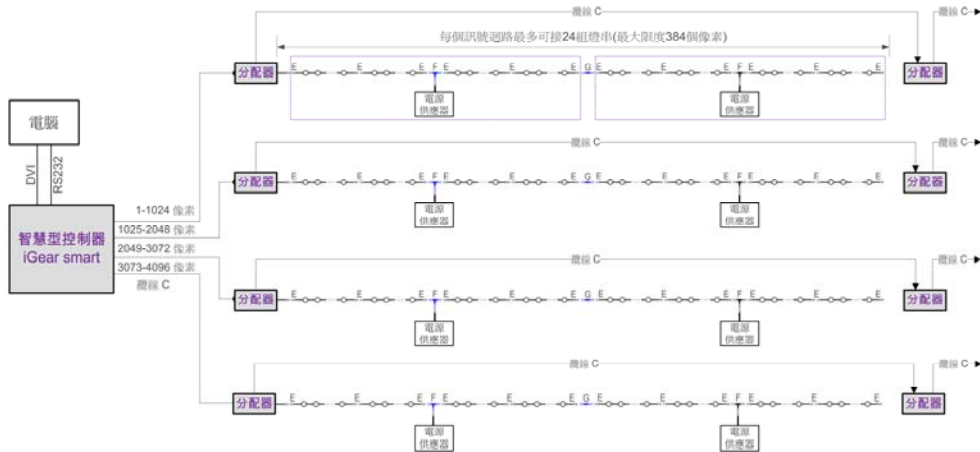 纜線 C
纜線 C
每個訊號迴路最多可接24組燈串(最大限度384個像素)
分配器
E E E F E E E G E E E F E E E
分配器
電源
供應器
電源
供應器
電腦
DVI
RS232
纜線 C
纜線 C
分配器
E E E F E E E G E E E F E E E
分配器
電源
供應器
電源
供應器
智慧型控制器
iGear smart
1-1024 像素
1025-2048 像素
2049-3072 像素
3073-4096 像素
纜線 C
纜線 C
纜線 C
分配器
E E E F E E E G E E E F E E E
分配器
電源
供應器
電源
供應器
纜線 C
纜線 C
分配器
E E E F E E E G E E E F E E E
分配器
電源
供應器
電源
供應器